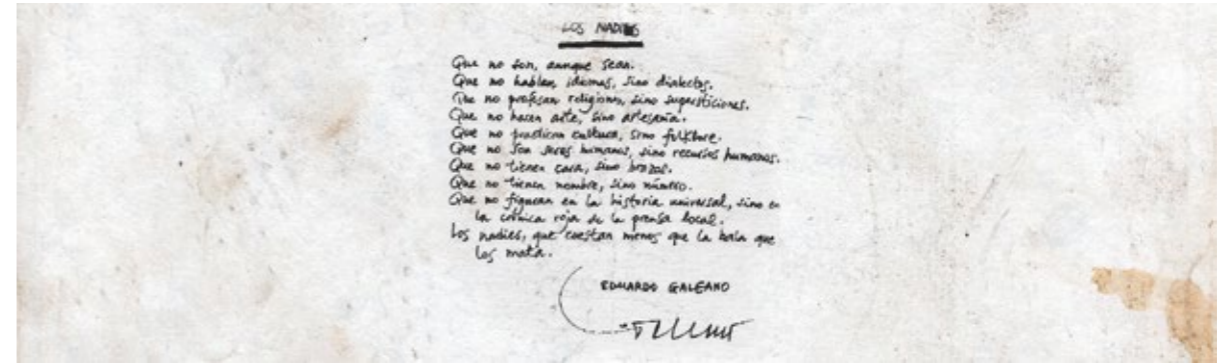 LOS NADIES
Que no son, aunque sean.
Que no hablan idiomas, sino dialectos.
Que no profesan religiones, sino supersticiones.
Que no hacen arte, sino artesanía.
Que no practican cultura, sino folklore.
Que no son seres humanos, sino recursos humanos.
Que no tienen cara, sino brazos.
Que no tienen nombre, sino número.
Que no figuran en la historia universal, sino en
la crónica roja de la prensa local.
Los nadies, que cuestan menos que la bala que
los mata.
EDUARDO GALEANO